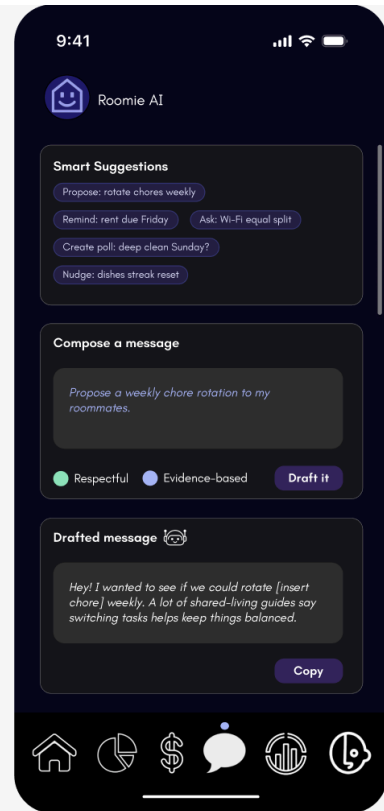 9:41
Roomie AI
Smart Suggestions
Propose: rotate chores weekly
Remind: rent due Friday
Ask: Wi-Fi equal split
Create poll: deep clean Sunday?
Nudge: dishes streak reset
Compose a message
Propose a weekly chore rotation to my
roommates.
Respectful
Evidence-based
Draft it
Drafted message
Hey! I wanted to see if we could rotate [insert
chore] weekly. A lot of shared-living guides say
switching tasks helps keep things balanced.
Copy
$